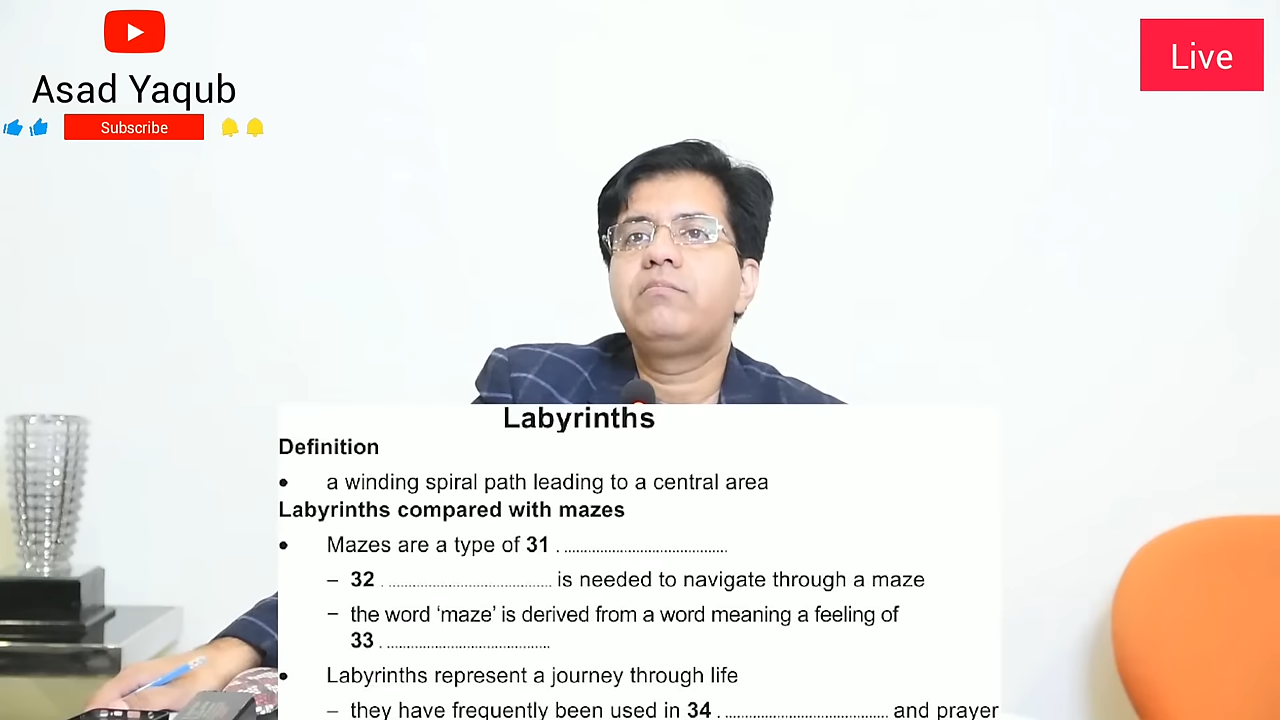 Asad Yaqub
Subscribe
Live
Labyrinths
Definition
• a winding spiral path leading to a central area
Labyrinths compared with mazes
• Mazes are a type of 31 . ........................................
– 32 . ........................................ is needed to navigate through a maze
– the word ‘maze’ is derived from a word meaning a feeling of
33 . ........................................
• Labyrinths represent a journey through life
– they have frequently been used in 34 . ........................................ and prayer